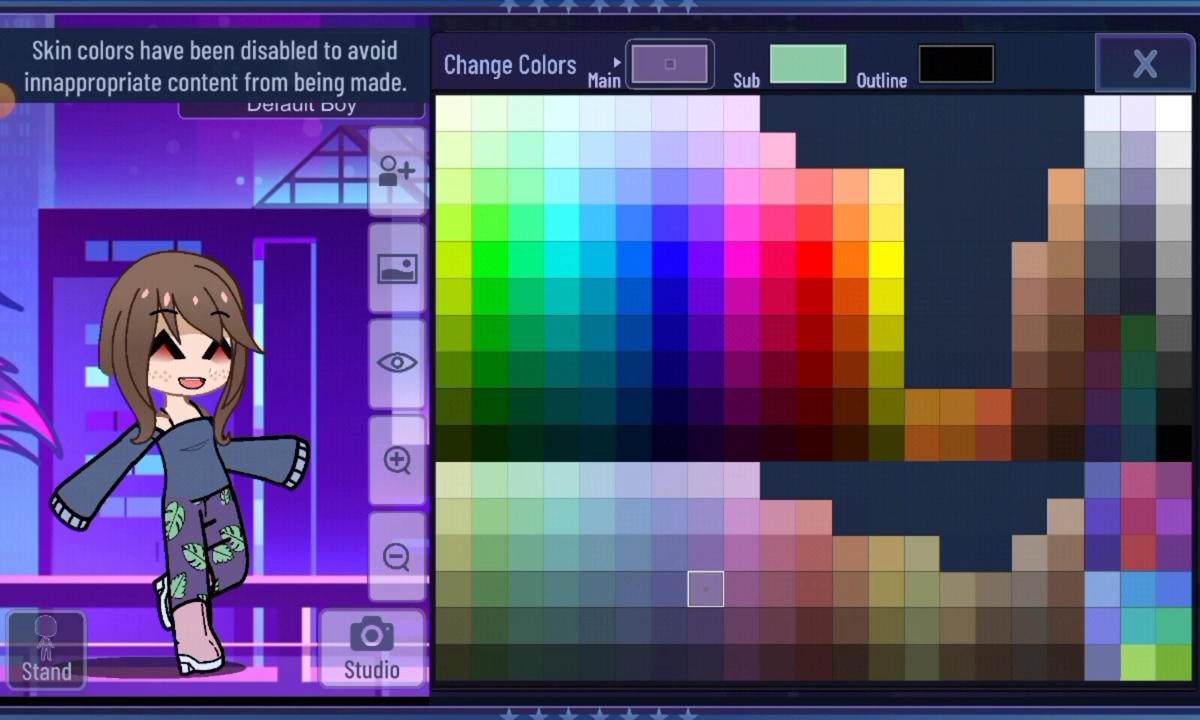 Skin colors have been disabled to avoid
innappropriate content from being made.
Default Boy
Change Colors
Main
Sub
Outline
X
Stand
Studio